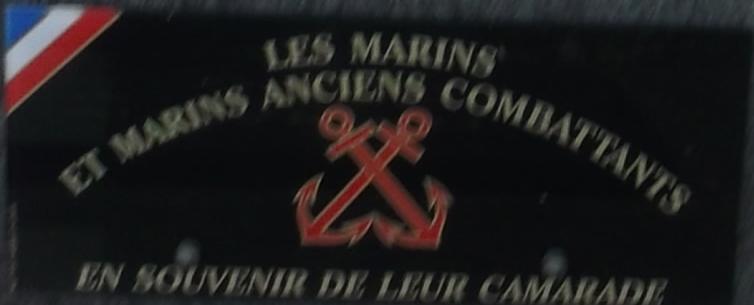 LES MARINS
ET MARINS ANCIENS COMBATTANTS
EN SOUVENIR DE LEUR CAMARADE